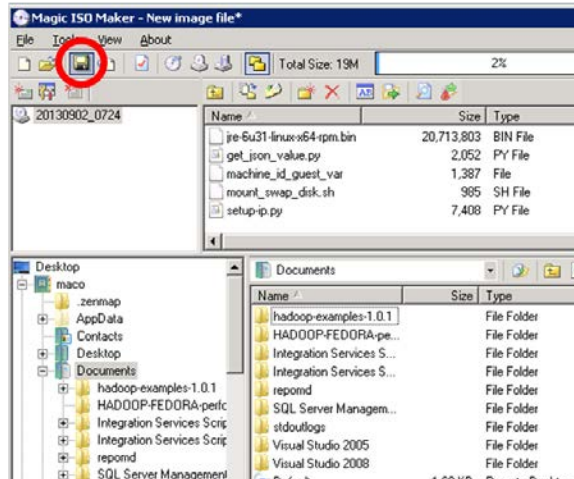 Magic ISO Maker - New image file*
File Tools View About
Total Size: 19M 2%
20130902_0724
Name Size Type
jre-6u31-linux-x64-rpm.bin 20,713,803 BIN File
get_json_value.py 2,052 PY File
machine_id_guest_var 1,387 File
mount_swap_disk.sh 985 SH File
setup-ip.py 7,408 PY File
Desktop
maco
.zenmap
AppData
Contacts
Desktop
Documents
hadoop-examples-1.0.1
HADOOP-FEDORA-perfo
Integration Services Scrip
Integration Services Scrip
repomd
SQL Server Management
Documents
Name Size Type
hadoop-examples-1.0.1 File Folder
HADOOP-FEDORA-pe... File Folder
Integration Services S... File Folder
Integration Services S... File Folder
repomd File Folder
SQL Server Managem... File Folder
stdoutlogs File Folder
Visual Studio 2005 File Folder
Visual Studio 2008 File Folder